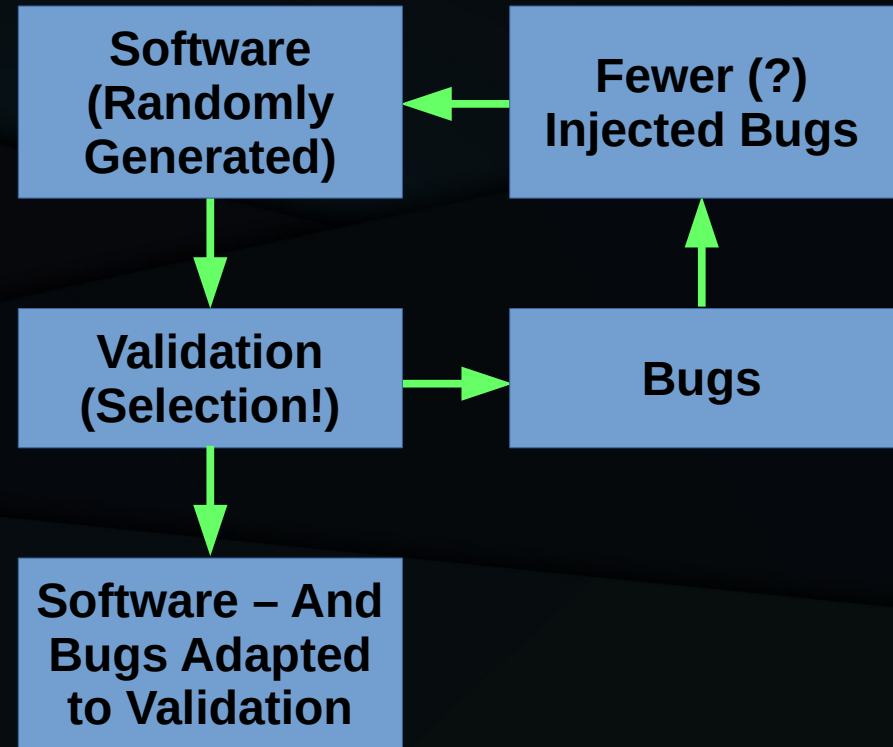 Software
(Randomly
Generated)
Fewer (?)
Injected Bugs
Validation
(Selection!)
Bugs
Software – And
Bugs Adapted
to Validation